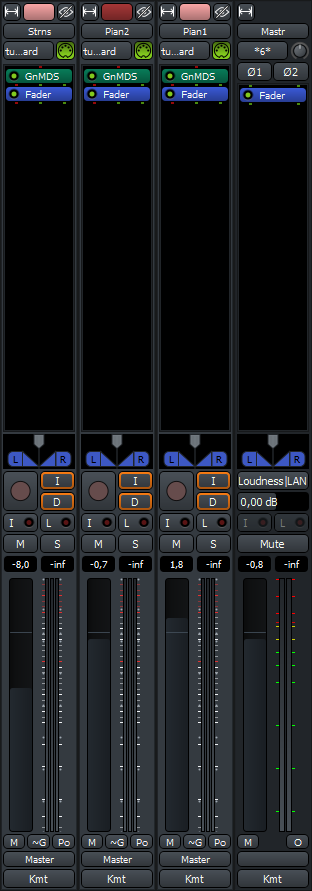 Strns Pian2 Pian1 Mastr
tu...ard tu...ard tu...ard *6*
Ø1 Ø2
GnMDS GnMDS GnMDS
Fader Fader Fader Fader
L R L R L R L R
I I I Loudness|LAN
D D D 0,00 dB
I L I L I L I L
M S M S M S Mute
-8,0 -inf -0,7 -inf 1,8 -inf -0,8 -inf
M ~G Po M ~G Po M ~G Po M O
Master Master Master
Kmt Kmt Kmt Kmt